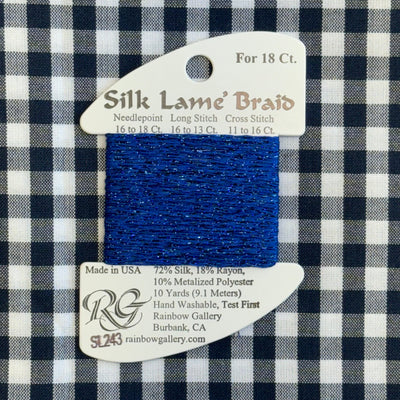 For 18 Ct.
Silk Lamé Braid
Needlepoint Long Stitch Cross Stitch
16 to 18 Ct. 16 to 13 Ct. 11 to 16 Ct.
Made in USA
72% Silk, 18% Rayon,
10% Metalized Polyester
10 Yards (9.1 Meters)
Hand Washable, Test First
Rainbow Gallery
Burbank, CA
RG
SL243 rainbowgallery.com